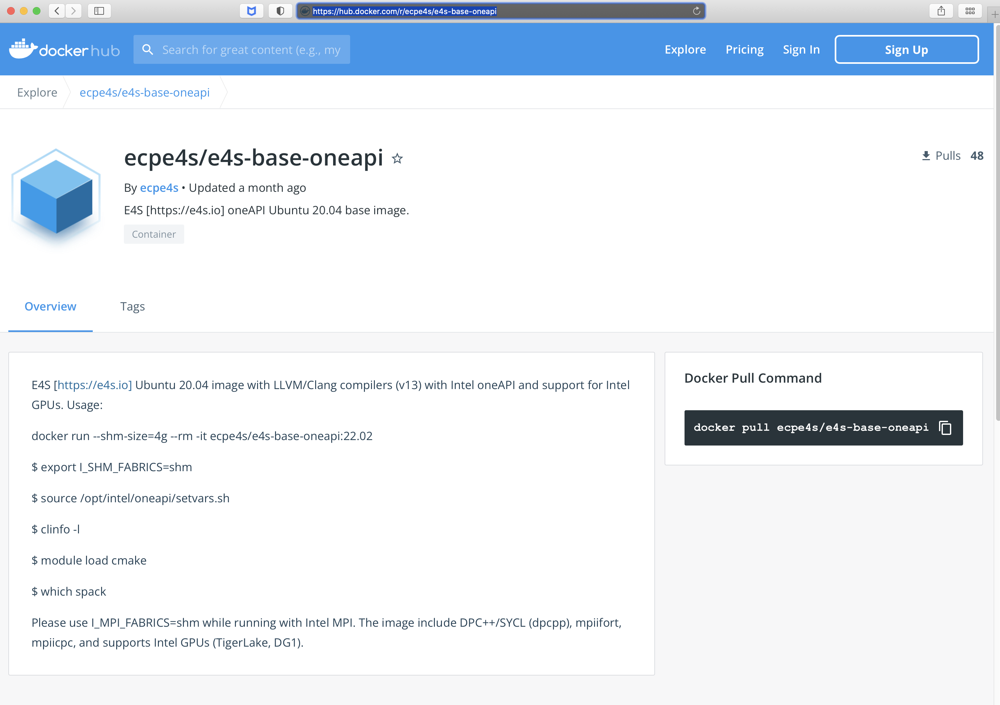 https://hub.docker.com/r/ecpe4s/e4s-base-oneapi
docker hub
Search for great content (e.g., my
Explore
Pricing
Sign In
Sign Up
Explore
ecpe4s/e4s-base-oneapi
ecpe4s/e4s-base-oneapi
Pulls 48
By ecpe4s • Updated a month ago
E4S [https://e4s.io] oneAPI Ubuntu 20.04 base image.
Container
Overview
Tags
E4S [https://e4s.io] Ubuntu 20.04 image with LLVM/Clang compilers (v13) with Intel oneAPI and support for Intel
GPUs. Usage:
docker run --shm-size=4g --rm -it ecpe4s/e4s-base-oneapi:22.02
$ export I_SHM_FABRICS=shm
$ source /opt/intel/oneapi/setvars.sh
$ clinfo -l
$ module load cmake
$ which spack
Please use I_MPI_FABRICS=shm while running with Intel MPI. The image include DPC++/SYCL (dpcpp), mpiifort,
mpiicpc, and supports Intel GPUs (TigerLake, DG1).
Docker Pull Command
docker pull ecpe4s/e4s-base-oneapi